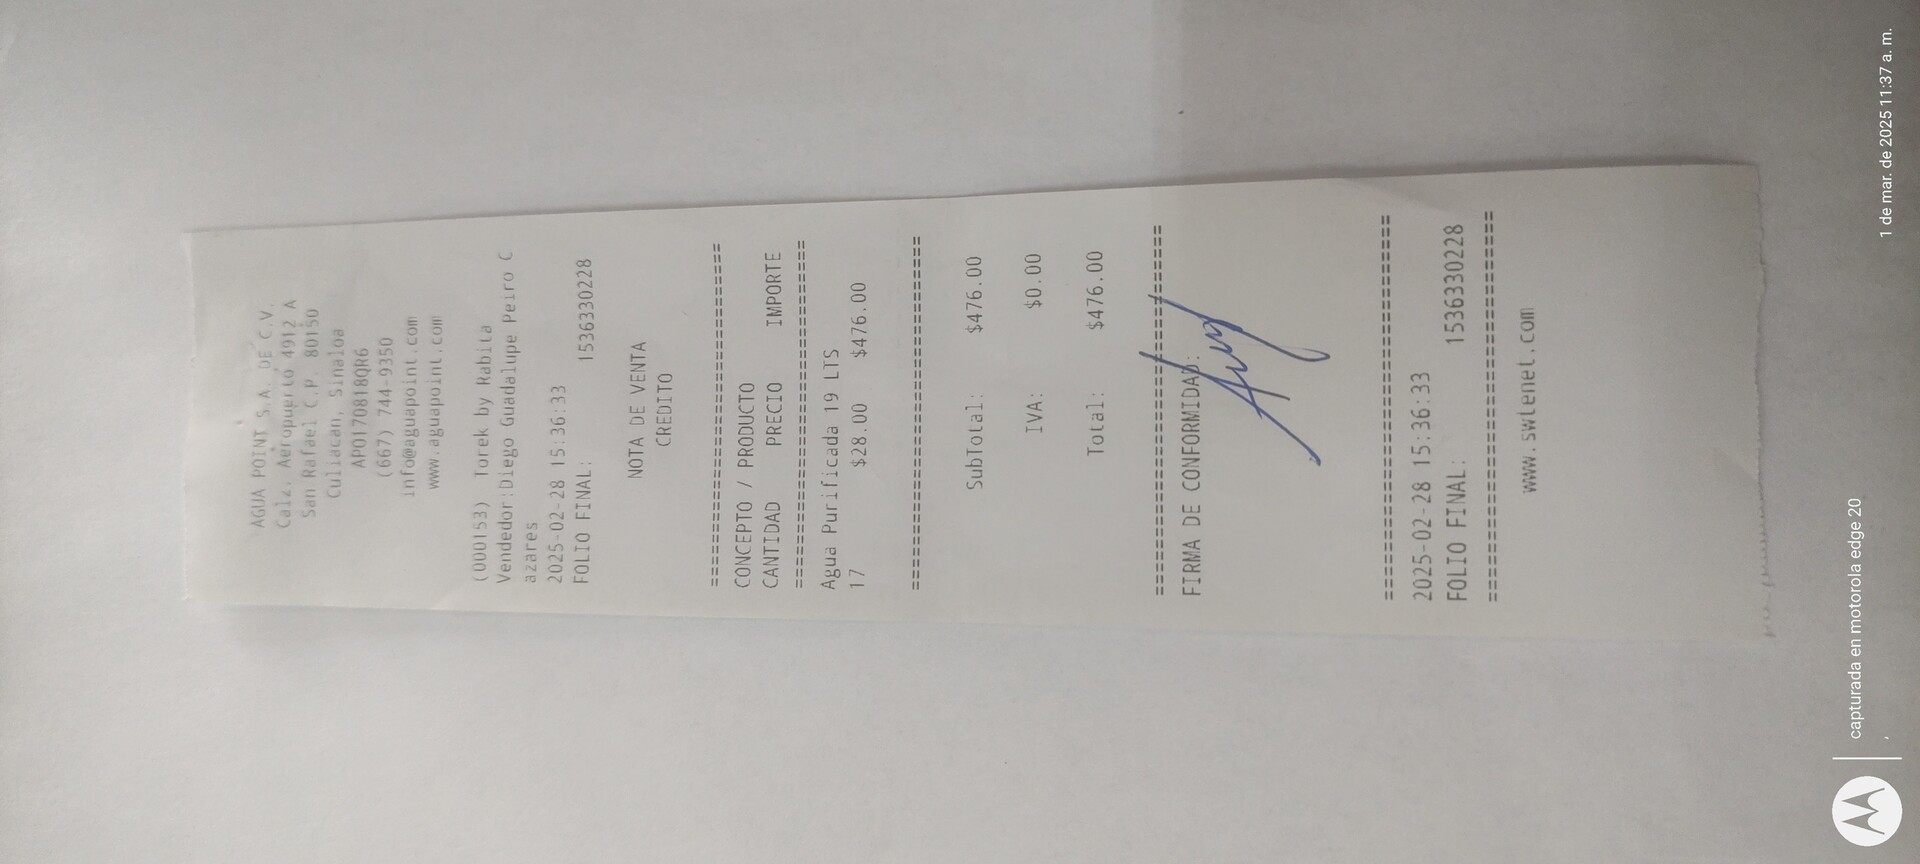 AGUA POINT S.A. DE C.V.
Calz. Aeropuerto 4912 A
San Rafael C.P. 80150
Culiacan, Sinaloa
APO170818QR6
(667) 744-9350
info@aguapoint.com
www.aguapoint.com
(000153) Torek by Rabita
Vendedor:Diego Guadalupe Peiro C
azares
2025-02-28 15:36:33
FOLIO FINAL: 1536330228
NOTA DE VENTA
CREDITO
================================
CONCEPTO / PRODUCTO
CANTIDAD PRECIO IMPORTE
================================
Agua Purificada 19 LTS
17 $28.00 $476.00
================================
SubTotal: $476.00
IVA: $0.00
Total: $476.00
================================
FIRMA DE CONFORMIDAD:
================================
2025-02-28 15:36:33
FOLIO FINAL: 1536330228
================================
www.swtenet.com
capturada en motorola edge 20
1 de mar. de 2025 11:37 a. m.